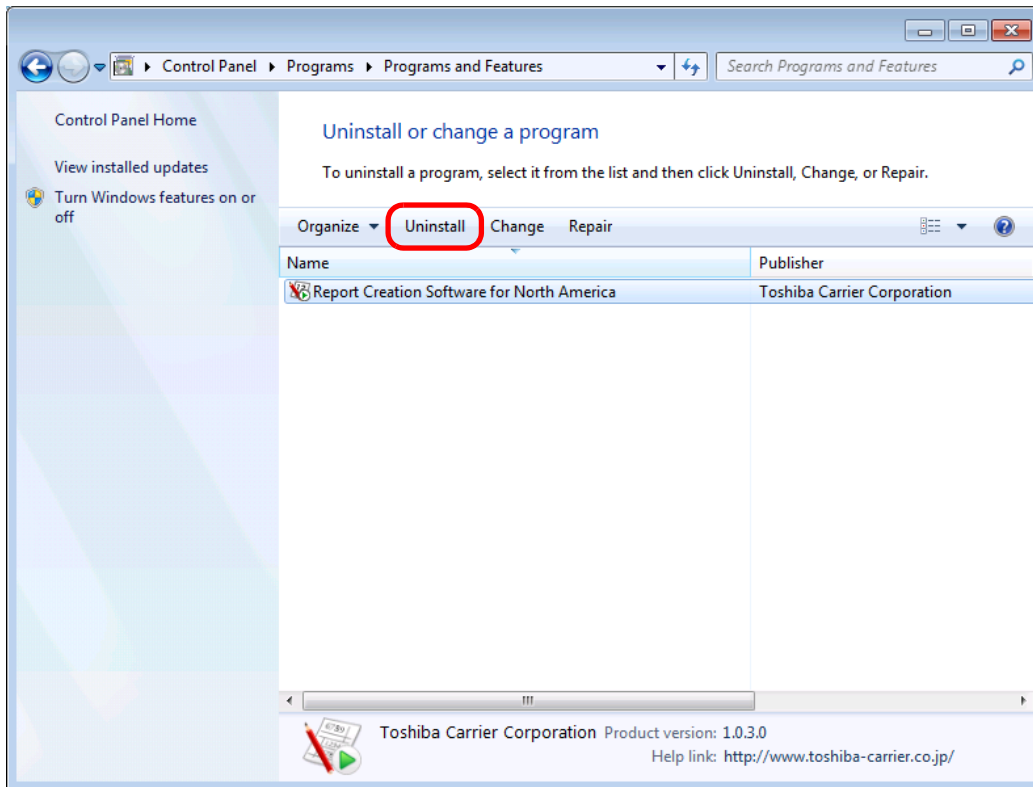 Control Panel Programs Programs and Features
Search Programs and Features
Control Panel Home
View installed updates
Turn Windows features on or
off
Uninstall or change a program
To uninstall a program, select it from the list and then click Uninstall, Change, or Repair.
Organize Uninstall Change Repair
Name Publisher
Report Creation Software for North America Toshiba Carrier Corporation
Toshiba Carrier Corporation Product version: 1.0.3.0
Help link: http://www.toshiba-carrier.co.jp/